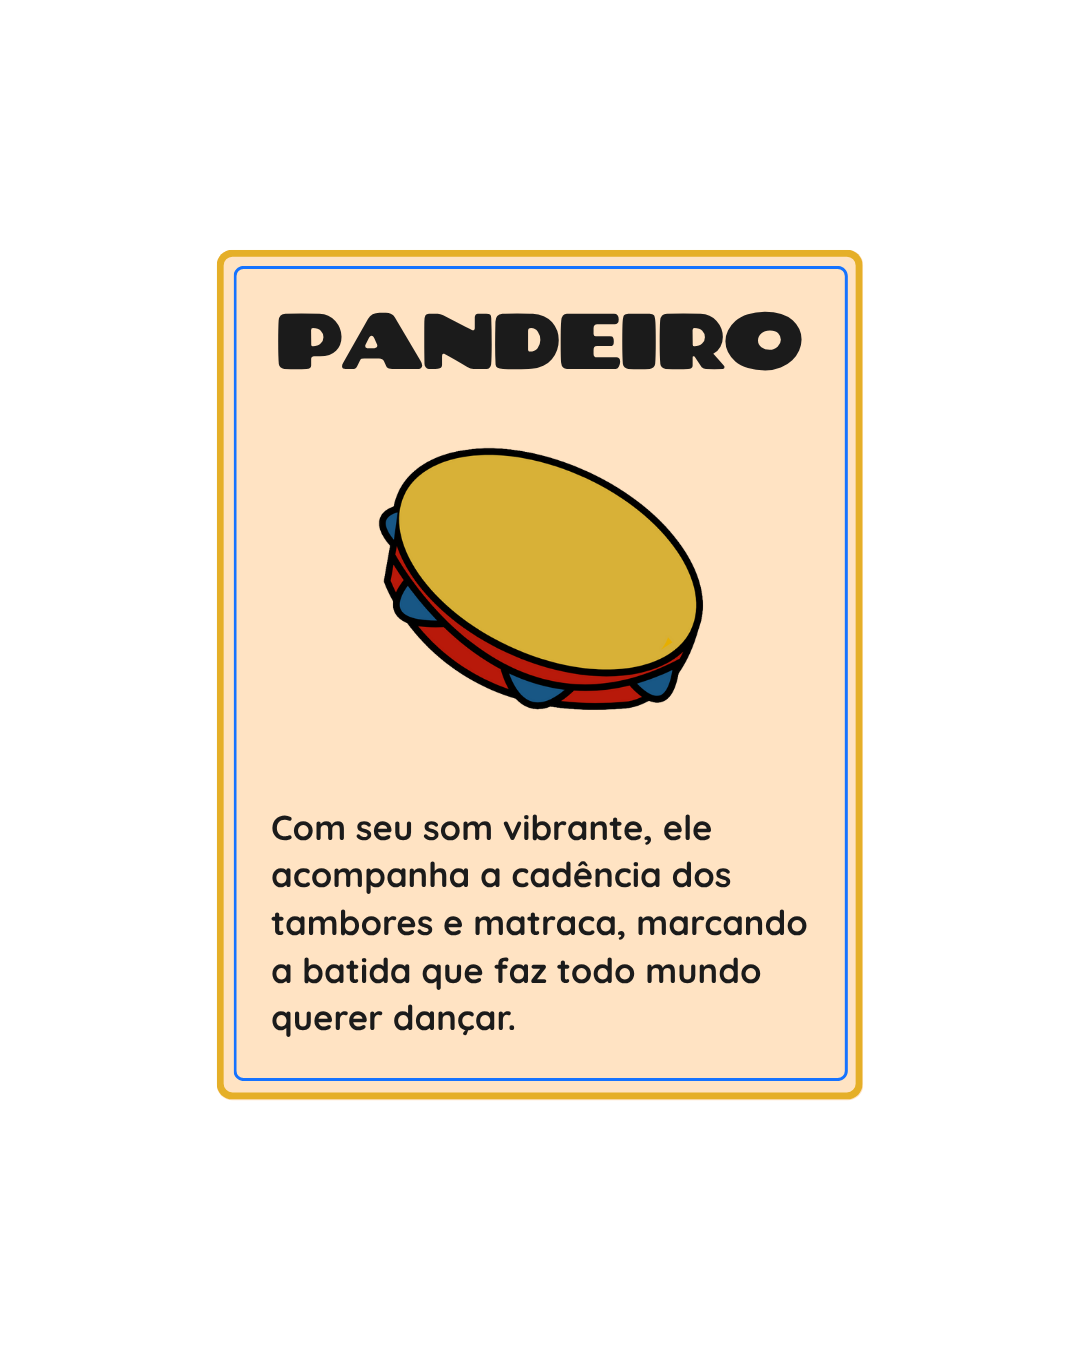 PANDEIRO
Com seu som vibrante, ele
acompanha a cadência dos
tambores e matraca, marcando
a batida que faz todo mundo
querer dançar.